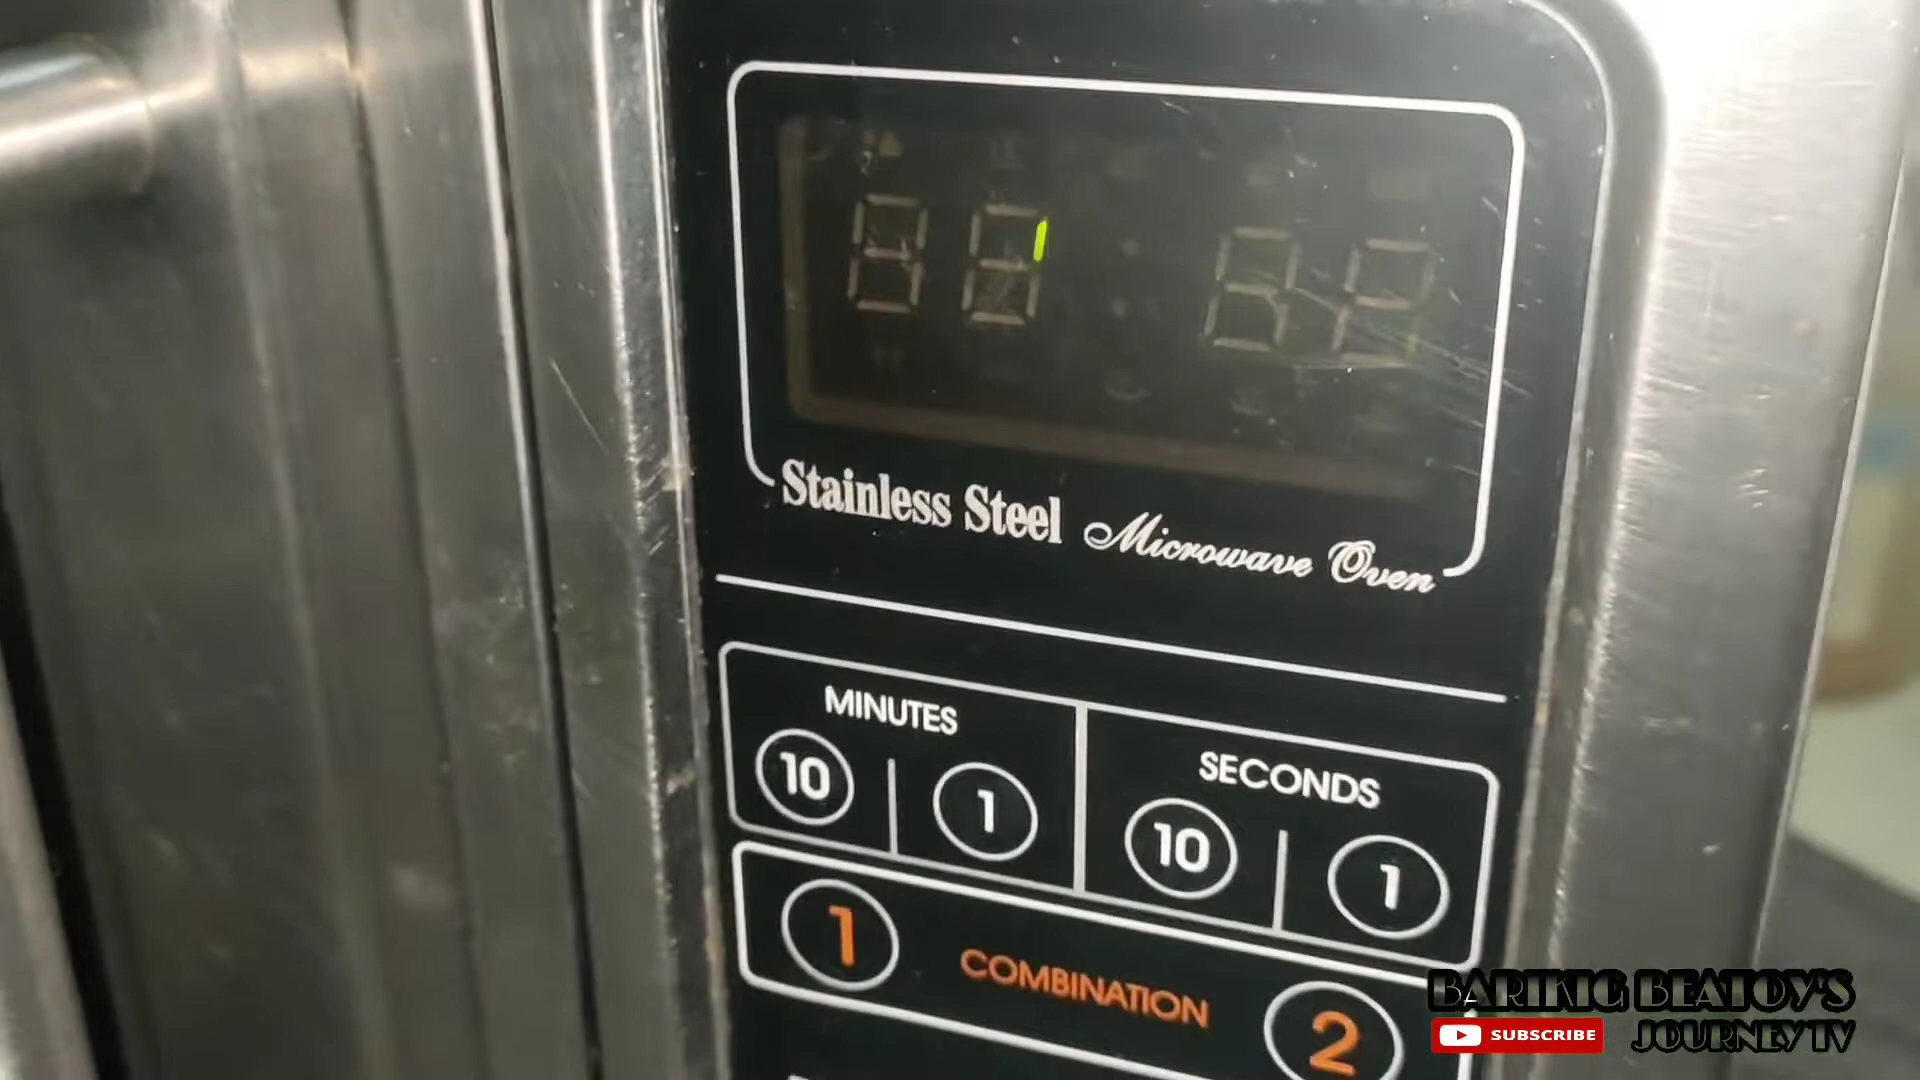 Stainless Steel Microwave Oven
MINUTES
SECONDS
10 1 10 1
1 COMBINATION 2
BARIKIG BEATOY'S
SUBSCRIBE
JOURNEY TV